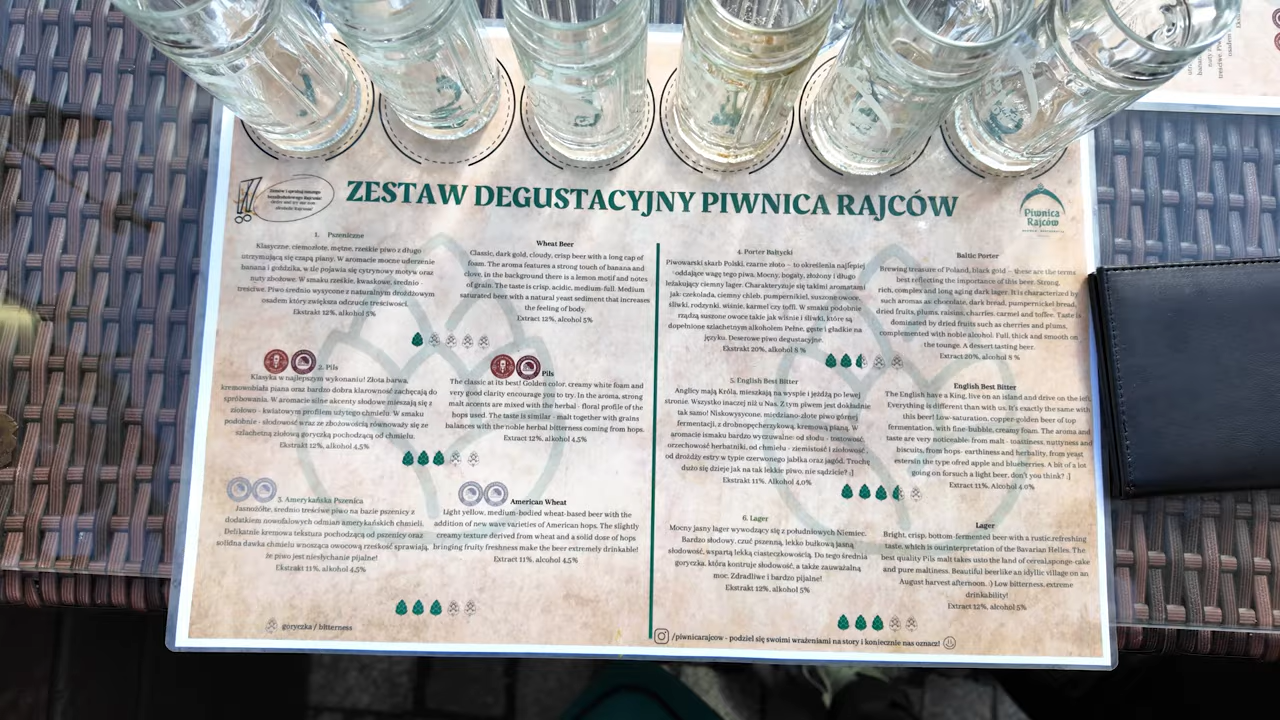 ZESTAW DEGUSTACYJNY PIWNICA RAJCÓW
Piwnica
Rajców
1. Pszeniczne
Klasyczne, ciemnozłote, mętne, rześkie piwo z długo
utrzymującą się czapą piany. W aromacie mocne uderzenie
banana i goździka, w tle pojawia się cytrynowy motyw oraz
nuty zbożowe. W smaku rześkie, kwaskowe, średnio
treściwe. Piwo średnio wysycone z naturalnym drożdżowym
osadem który zwiększa odczucie treściwości.
Ekstrakt 12%, alkohol 5%
Wheat Beer
Classic, dark gold, cloudy, crisp beer with a long cap of
foam. The aroma features a strong touch of banana and
clove, in the background there is a lemon motif and notes
of grain. The taste is crisp, acidic, medium-full. Medium
saturated beer with a natural yeast sediment that increases
the feeling of body.
Extract 12%, alcohol 5%
2. Pils
Klasyka w najlepszym wykonaniu! Złota barwa,
kremowobiała piana oraz bardzo dobra klarowność zachęcają do
spróbowania. W aromacie silne akcenty słodowe mieszają się z
ziołowo - kwiatowym profilem użytego chmielu. W smaku
podobnie - słodowość wraz ze zbożowością równoważy się ze
szlachetną ziołową goryczką pochodzącą od chmielu.
Ekstrakt 12%, alkohol 4,5%
Pils
The classic at its best! Golden color, creamy white foam and
very good clarity encourage you to try. In the aroma, strong
malt accents are mixed with the herbal - floral profile of the
hops used. The taste is similar - malt together with grains
balances with the noble herbal bitterness coming from hops.
Extract 12%, alcohol 4,5%
3. Amerykańska Pszenica
Jasnożółte, średnio treściwe piwo na bazie pszenicy z
dodatkiem nowofalowych odmian amerykańskich chmieli.
Delikatnie kremowa tekstura pochodząca od pszenicy oraz
solidna dawka chmielu wnosząca owocową rześkość sprawiają,
że piwo jest niesłychanie pijalne!
Ekstrakt 11%, alkohol 4,5%
American Wheat
Light yellow, medium-bodied wheat-based beer with the
addition of new wave varieties of American hops. The slightly
creamy texture derived from wheat and a solid dose of hops
bringing fruity freshness make the beer extremely drinkable!
Extract 11%, alcohol 4,5%
goryczka / bitterness
4. Porter Bałtycki
Piwowarski skarb Polski, czarne złoto – to określenia najlepiej
oddające wagę tego piwa. Mocny, bogaty, złożony i długo
leżakujący ciemny lager. Charakteryzuje się takimi aromatami
jak: czekolada, ciemny chleb, pumpernikiel, suszone owoce,
śliwki, rodzynki, wiśnie, karmel czy toffi. W smaku podobnie
rządzą suszone owoce takie jak wiśnie i śliwki, które są
dopełnione szlachetnym alkoholem Pełne, gęste i gładkie na
języku. Deserowe piwo degustacyjne.
Ekstrakt 20%, alkohol 8 %
Baltic Porter
Brewing treasure of Poland, black gold – these are the terms
best reflecting the importance of this beer. Strong,
rich, complex and long aging dark lager. It is characterized by
such aromas as: chocolate, dark bread, pumpernickel bread,
dried fruits, plums, raisins, charries, carmel and toffee. Taste is
dominated by dried fruits such as cherries and plums,
complemented with noble alcohol. Full, thick and smooth on
the tounge. A dessert tasting beer.
Extract 20%, alcohol 8 %
5. English Best Bitter
Anglicy mają Króla, mieszkają na wyspie i jeżdżą po lewej
stronie. Wszystko inaczej niż u Nas. Z tym piwem jest dokładnie
tak samo! Niskowysycone, miedziano-złote piwo górnej
fermentacji, z drobnopęcherzykową, kremową pianą. W
aromacie ismaku bardzo wyczuwalne: od słodu - tostowość,
orzechowość herbatniki, od chmielu - ziemistość i ziołowość ,
od drożdży estry w typie czerwonego jabłka oraz jagód. Trochę
dużo się dzieje jak na tak lekkie piwo, nie sądzicie? ;]
Ekstrakt 11%, Alkohol 4,0%
English Best Bitter
The English have a King, live on an island and drive on the left.
Everything is different than with us. It's exactly the same with
this beer! Low-saturation, copper-golden beer of top
fermentation, with fine-bubble, creamy foam. The aroma and
taste are very noticeable: from malt - toastiness, nuttyness and
biscuits, from hops- earthiness and herbality, from yeast
estersin the type ofred apple and blueberries. A bit of a lot
going on forsuch a light beer, don't you think? ;]
Extract 11%, Alcohol 4,0%
6. Lager
Mocny jasny lager wywodzący się z południowych Niemiec.
Bardzo słodowy, czuć pszenną, lekko bułkową jasną
słodowość, wspartą lekką ciasteczkowością. Do tego średnia
goryczka, która kontruje słodowość, a także zauważalną
moc. Zdradliwe i bardzo pijalne!
Ekstrakt 12%, alkohol 5%
Lager
Bright, crisp, bottom-fermented beer with a rustic,refreshing
taste, which is ourinterpretation of the Bavarian Helles. The
best quality Pils malt takes usto the land of cereal,sponge-cake
and pure maltiness. Beautiful beerlike an idyllic village on an
August harvest afternoon. :) Low bitterness, extreme
drinkability!
Extract 12%, alcohol 5%
/piwnicarajcow - podziel się swoimi wrażeniami na story i koniecznie nas oznacz!